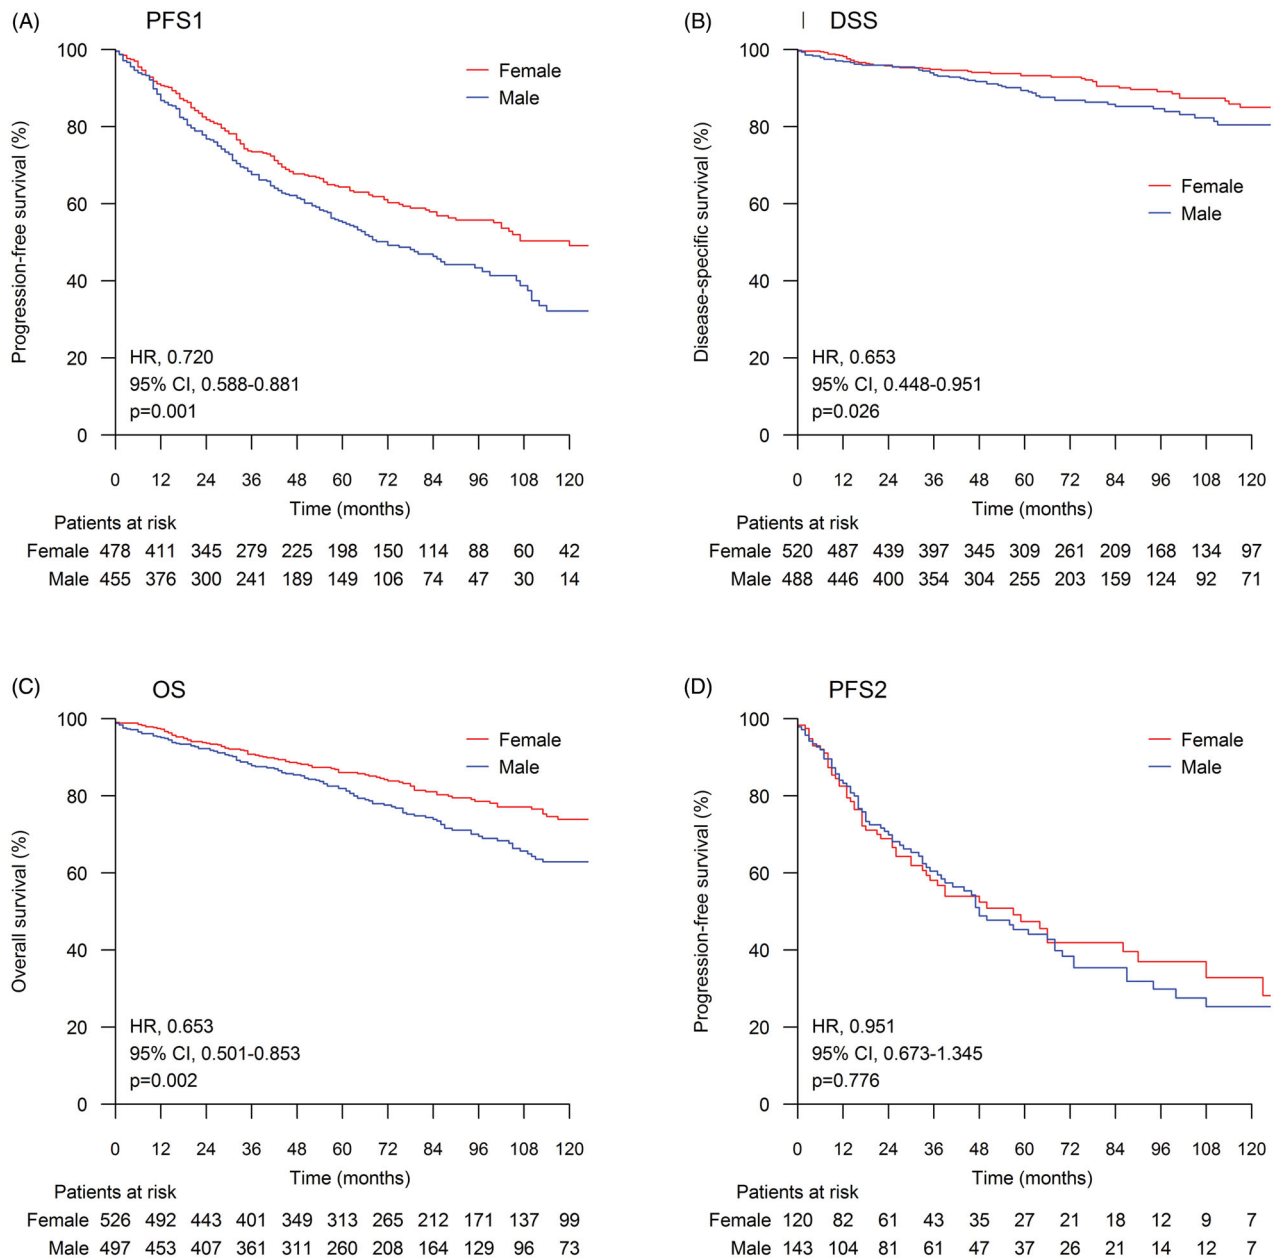 (A) PFS1
100
80
60
40
20
0
Progression-free survival (%)
Female
Male
HR, 0.720
95% CI, 0.588-0.881
p=0.001
0 12 24 36 48 60 72 84 96 108 120
Time (months)
Patients at risk
Female 478 411 345 279 225 198 150 114 88 60 42
Male 455 376 300 241 189 149 106 74 47 30 14
(B) | DSS
100
80
60
40
20
0
Disease-specific survival (%)
Female
Male
HR, 0.653
95% CI, 0.448-0.951
p=0.026
0 12 24 36 48 60 72 84 96 108 120
Time (months)
Patients at risk
Female 520 487 439 397 345 309 261 209 168 134 97
Male 488 446 400 354 304 255 203 159 124 92 71
(C) OS
100
80
60
40
20
0
Overall survival (%)
Female
Male
HR, 0.653
95% CI, 0.501-0.853
p=0.002
0 12 24 36 48 60 72 84 96 108 120
Time (months)
Patients at risk
Female 526 492 443 401 349 313 265 212 171 137 99
Male 497 453 407 361 311 260 208 164 129 96 73
(D) PFS2
100
80
60
40
20
0
Progression-free survival (%)
Female
Male
HR, 0.951
95% CI, 0.673-1.345
p=0.776
0 12 24 36 48 60 72 84 96 108 120
Time (months)
Patients at risk
Female 120 82 61 43 35 27 21 18 12 9 7
Male 143 104 81 61 47 37 26 21 14 12 7